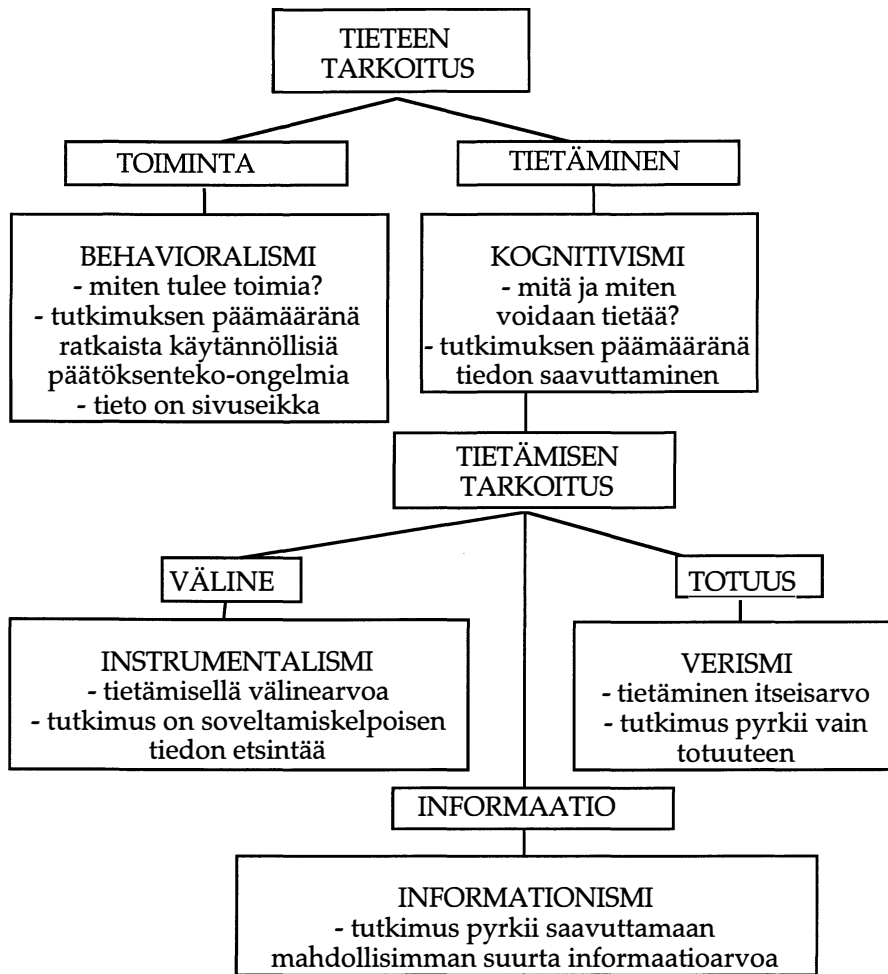 TIETEEN
TARKOITUS
TOIMINTA
TIETÄMINEN
BEHAVIORALISMI
- miten tulee toimia?
- tutkimuksen päämääränä
ratkaista käytännöllisiä
päätöksenteko-ongelmia
- tieto on sivuseikka
KOGNITIVISMI
- mitä ja miten
voidaan tietää?
- tutkimuksen päämääränä
tiedon saavuttaminen
TIETÄMISEN
TARKOITUS
VÄLINE
TOTUUS
INSTRUMENTALISMI
- tietämisellä välinearvoa
- tutkimus on soveltamiskelpoisen
tiedon etsintää
VERISMI
- tietäminen itseisarvo
- tutkimus pyrkii vain
totuuteen
INFORMAATIO
INFORMATIONISMI
- tutkimus pyrkii saavuttamaan
mahdollisimman suurta informaatioarvoa